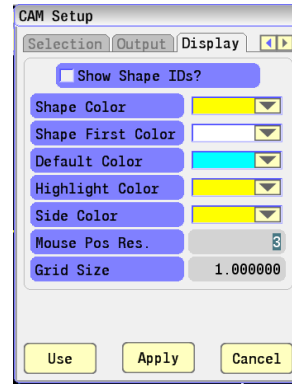 CAM Setup
Selection Output Display
Show Shape IDs?
Shape Color
Shape First Color
Default Color
Highlight Color
Side Color
Mouse Pos Res. 3
Grid Size 1.000000
Use Apply Cancel